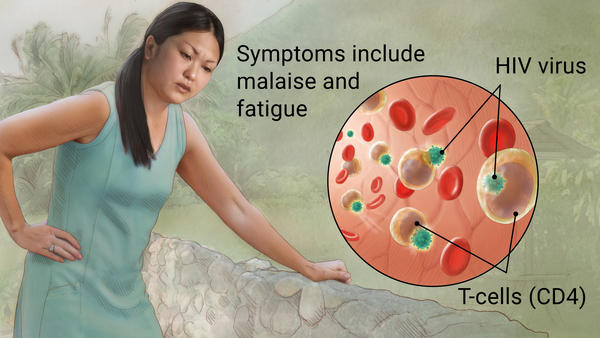 Symptoms include
malaise and
fatigue
HIV virus
T-cells (CD4)